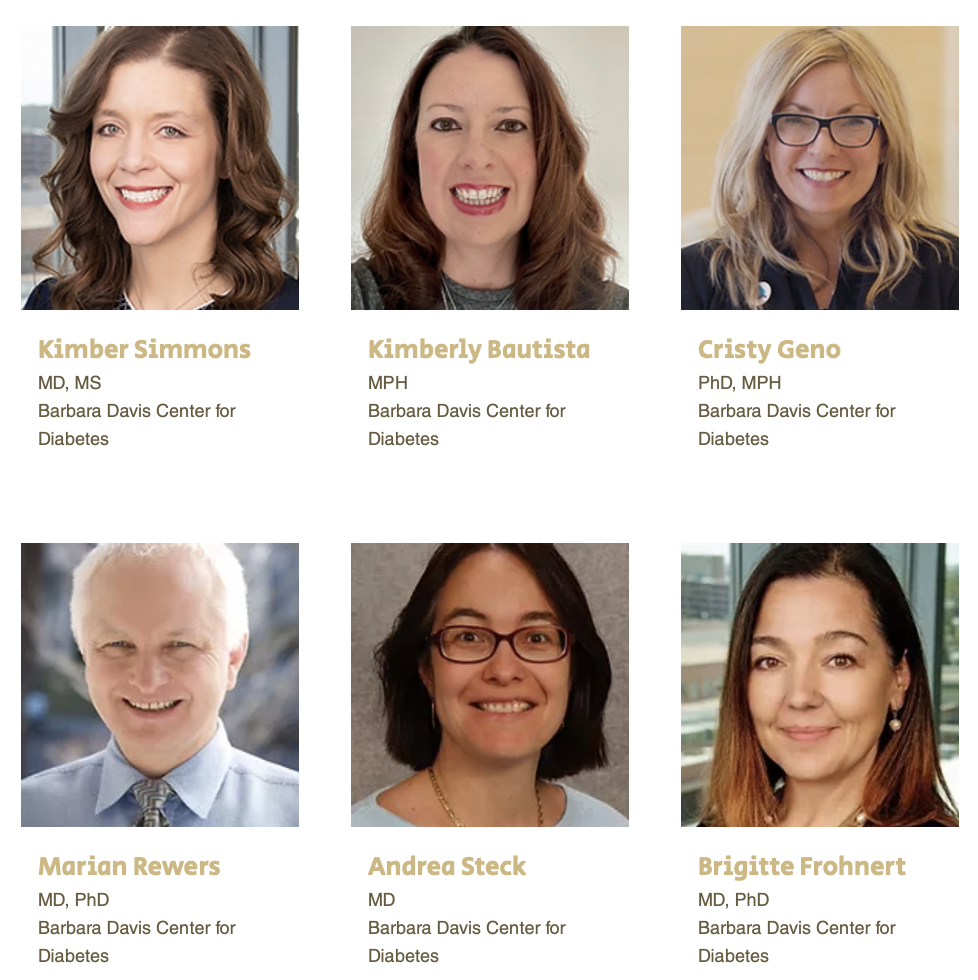 Kimber Simmons
MD, MS
Barbara Davis Center for
Diabetes
Kimberly Bautista
MPH
Barbara Davis Center for
Diabetes
Cristy Geno
PhD, MPH
Barbara Davis Center for
Diabetes
Marian Rewers
MD, PhD
Barbara Davis Center for
Diabetes
Andrea Steck
MD
Barbara Davis Center for
Diabetes
Brigitte Frohnert
MD, PhD
Barbara Davis Center for
Diabetes